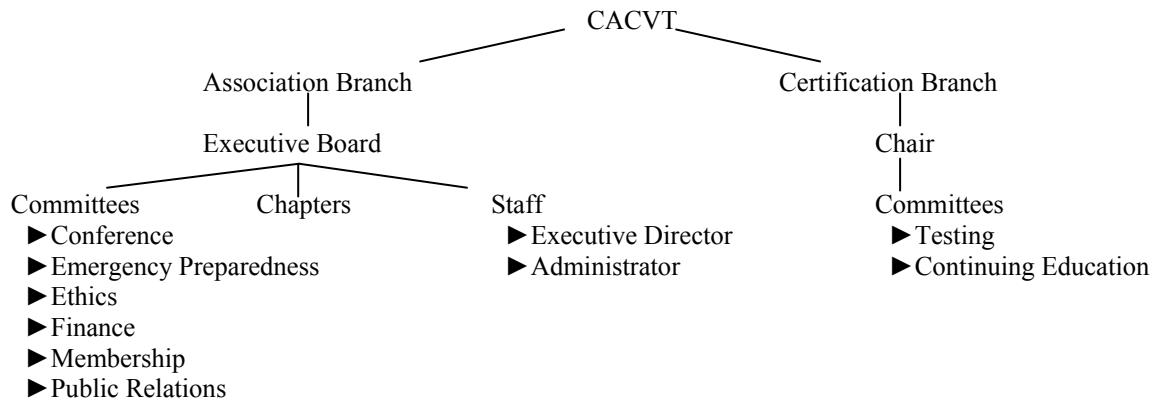 CACVT
Association Branch Certification Branch
Executive Board Chair
Committees Chapters Staff Committees
►Conference ►Executive Director ►Testing
►Emergency Preparedness ►Administrator ►Continuing Education
►Ethics
►Finance
►Membership
►Public Relations